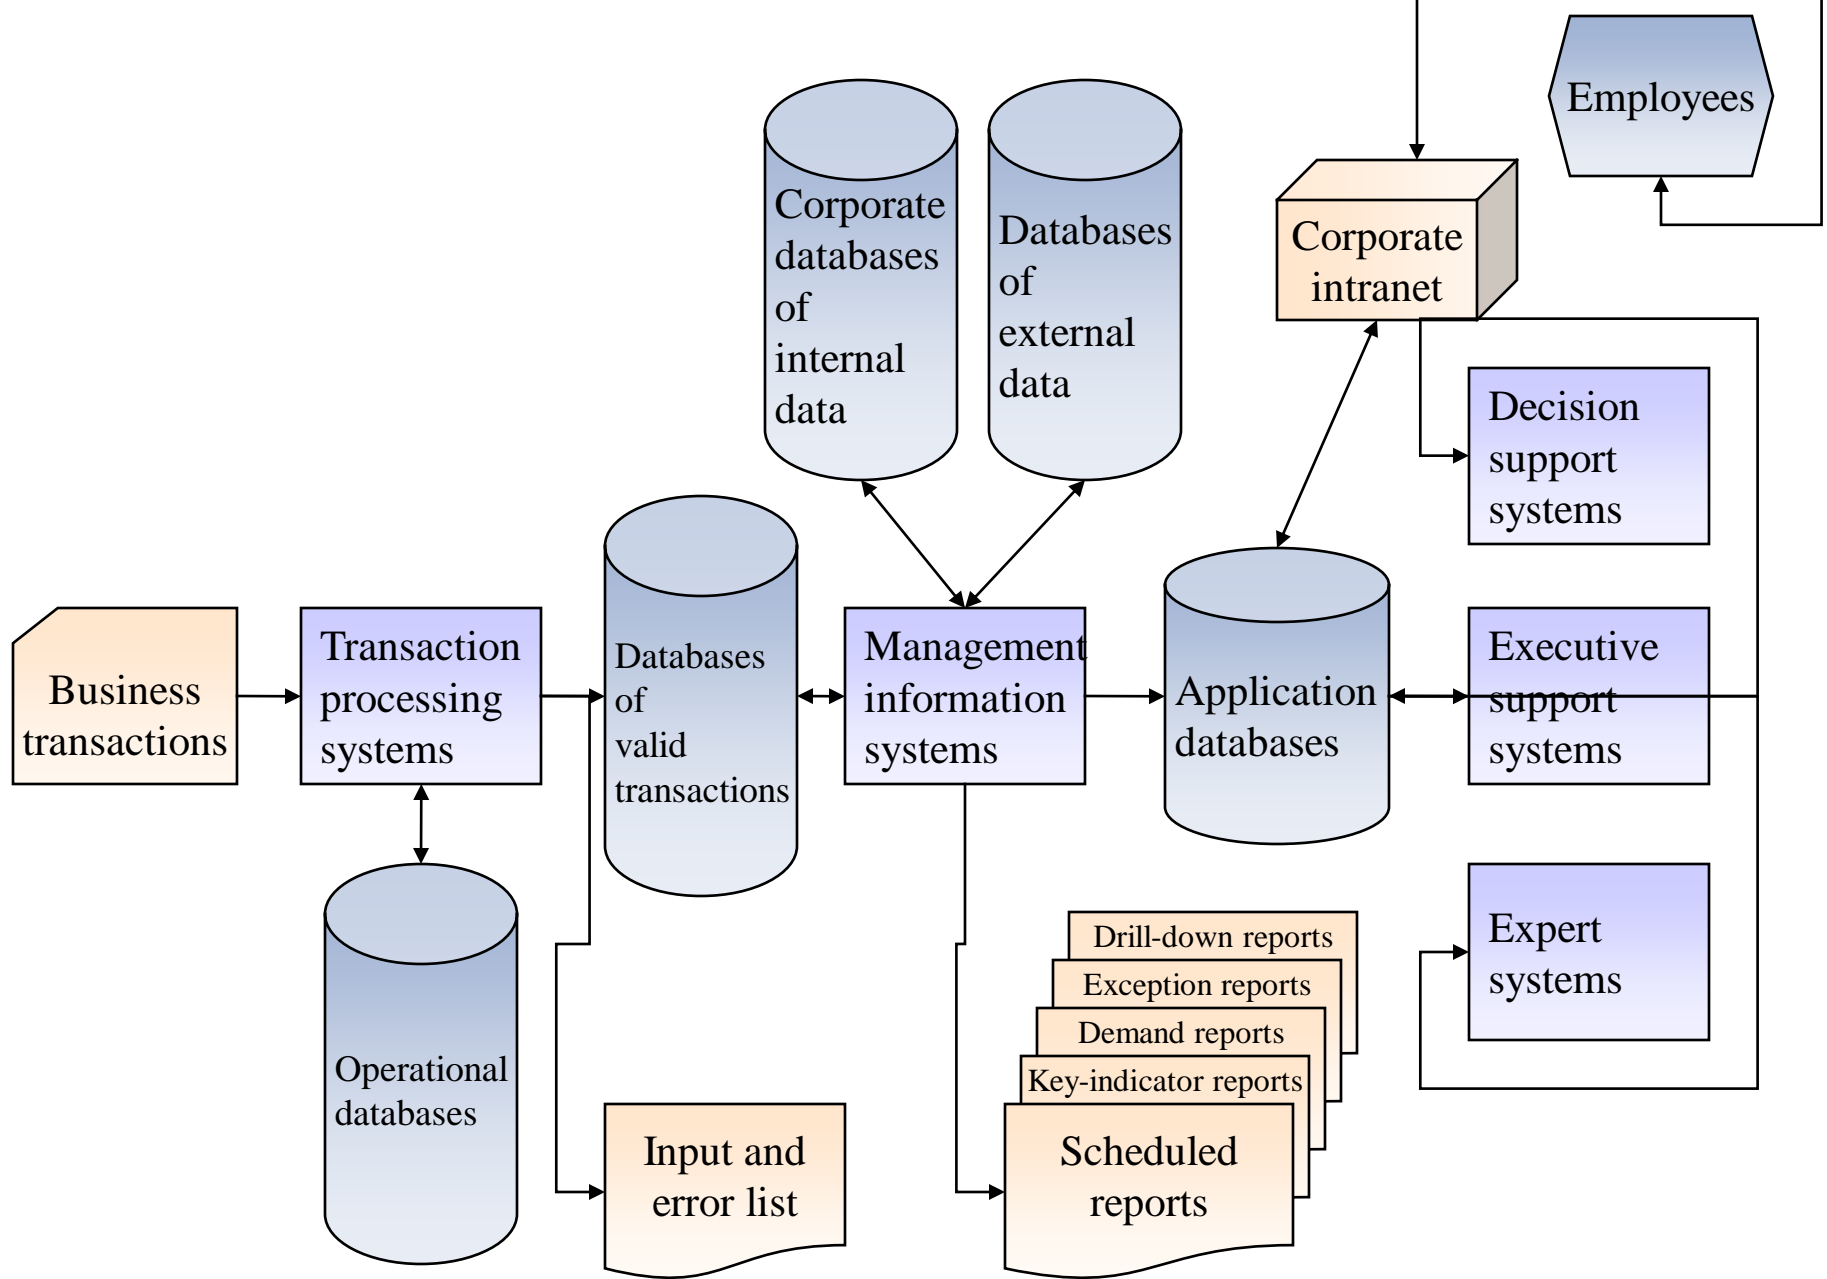 Employees
Corporate
databases
of
internal
data
Databases
of
external
data
Corporate
intranet
Decision
support
systems
Business
transactions
Transaction
processing
systems
Databases
of
valid
transactions
Management
information
systems
Application
databases
Executive
support
systems
Operational
databases
Input and
error list
Drill-down reports
Exception reports
Demand reports
Key-indicator reports
Scheduled
reports
Expert
systems